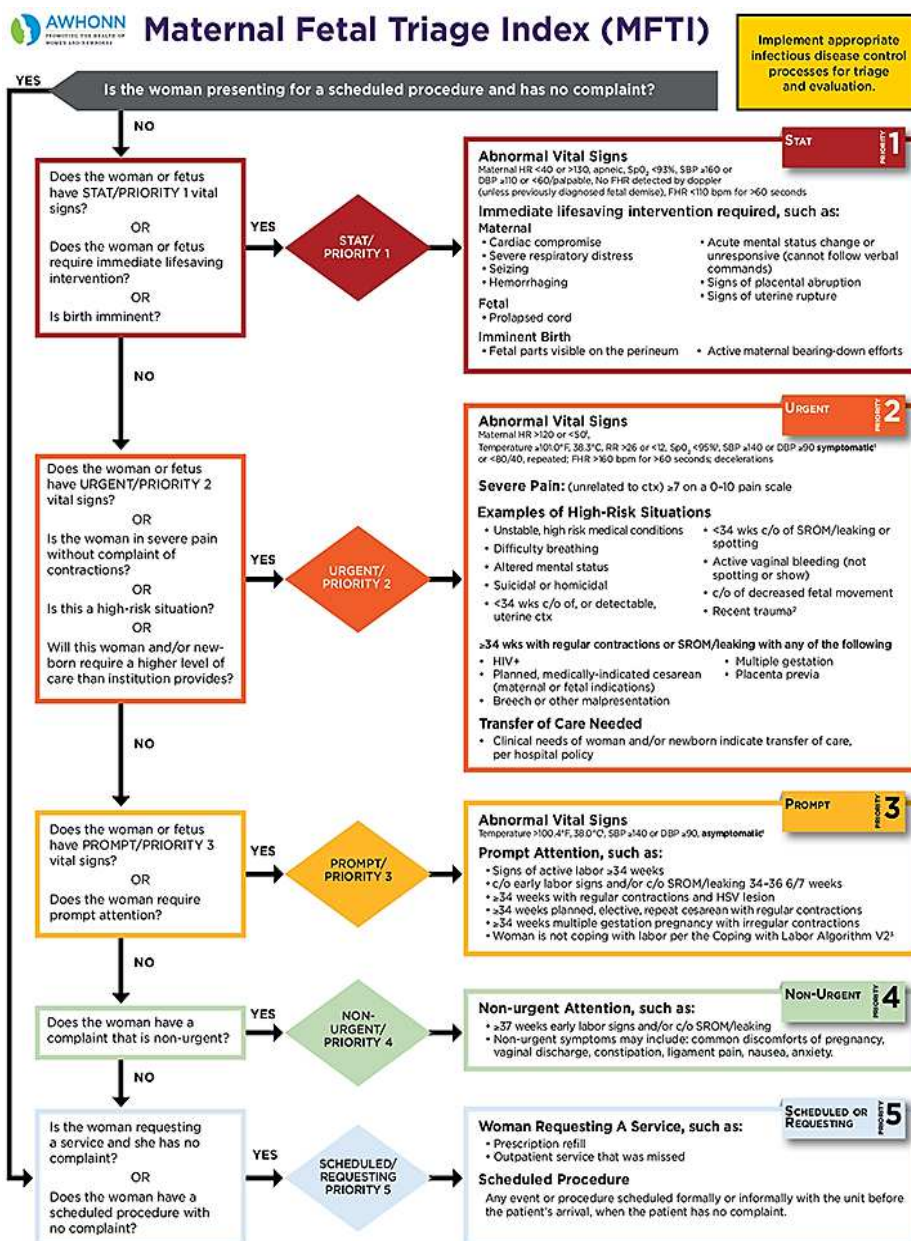 AWHONN
PROMOTING THE HEALTH OF
WOMEN AND NEWBORNS
Maternal Fetal Triage Index (MFTI)
Implement appropriate
infectious disease control
processes for triage
and evaluation.
YES
Is the woman presenting for a scheduled procedure and has no complaint?
NO
Does the woman or fetus
have STAT/PRIORITY 1 vital
signs?
OR
Does the woman or fetus
require immediate lifesaving
intervention?
OR
Is birth imminent?
YES
STAT/
PRIORITY 1
STAT
PRIORITY 1
Abnormal Vital Signs
Maternal HR <40 or >130, apneic, SpO₂ <93%, SBP ≥160 or
DBP ≥110 or <60/palpable, No FHR detected by doppler
(unless previously diagnosed fetal demise), FHR <110 bpm for >60 seconds
Immediate lifesaving intervention required, such as:
Maternal
• Cardiac compromise
• Severe respiratory distress
• Seizing
• Hemorrhaging
• Acute mental status change or
unresponsive (cannot follow verbal
commands)
• Signs of placental abruption
• Signs of uterine rupture
Fetal
• Prolapsed cord
Imminent Birth
• Fetal parts visible on the perineum
• Active maternal bearing-down efforts
NO
Does the woman or fetus
have URGENT/PRIORITY 2
vital signs?
OR
Is the woman in severe pain
without complaint of
contractions?
OR
Is this a high-risk situation?
OR
Will this woman and/or new-
born require a higher level of
care than institution provides?
YES
URGENT/
PRIORITY 2
URGENT
PRIORITY 2
Abnormal Vital Signs
Maternal HR >120 or <50¹,
Temperature ≥101.0°F, 38.3°C, RR >26 or <12, SpO₂ <95%¹, SBP ≥140 or DBP ≥90 symptomatic¹
or <80/40, repeated; FHR >160 bpm for >60 seconds; decelerations
Severe Pain: (unrelated to ctx) ≥7 on a 0-10 pain scale
Examples of High-Risk Situations
• Unstable, high risk medical conditions
• Difficulty breathing
• Altered mental status
• Suicidal or homicidal
• <34 wks c/o of, or detectable,
uterine ctx
• <34 wks c/o of SROM/leaking or
spotting
• Active vaginal bleeding (not
spotting or show)
• c/o of decreased fetal movement
• Recent trauma²
≥34 wks with regular contractions or SROM/leaking with any of the following
• HIV+
• Planned, medically-indicated cesarean
(maternal or fetal indications)
• Breech or other malpresentation
• Multiple gestation
• Placenta previa
Transfer of Care Needed
• Clinical needs of woman and/or newborn indicate transfer of care,
per hospital policy
NO
Does the woman or fetus
have PROMPT/PRIORITY 3
vital signs?
OR
Does the woman require
prompt attention?
YES
PROMPT/
PRIORITY 3
PROMPT
PRIORITY 3
Abnormal Vital Signs
Temperature >100.4°F, 38.0°C¹, SBP ≥140 or DBP ≥90, asymptomatic¹
Prompt Attention, such as:
• Signs of active labor ≥34 weeks
• c/o early labor signs and/or c/o SROM/leaking 34-36 6/7 weeks
• ≥34 weeks with regular contractions and HSV lesion
• ≥34 weeks planned, elective, repeat cesarean with regular contractions
• ≥34 weeks multiple gestation pregnancy with irregular contractions
• Woman is not coping with labor per the Coping with Labor Algorithm V2³
NO
Does the woman have a
complaint that is non-urgent?
YES
NON-
URGENT/
PRIORITY 4
NON-URGENT
PRIORITY 4
Non-urgent Attention, such as:
• ≥37 weeks early labor signs and/or c/o SROM/leaking
• Non-urgent symptoms may include: common discomforts of pregnancy,
vaginal discharge, constipation, ligament pain, nausea, anxiety.
NO
Is the woman requesting
a service and she has no
complaint?
OR
Does the woman have a
scheduled procedure with
no complaint?
YES
SCHEDULED/
REQUESTING
PRIORITY 5
SCHEDULED OR
REQUESTING
PRIORITY 5
Woman Requesting A Service, such as:
• Prescription refill
• Outpatient service that was missed
Scheduled Procedure
Any event or procedure scheduled formally or informally with the unit before
the patient's arrival, when the patient has no complaint.